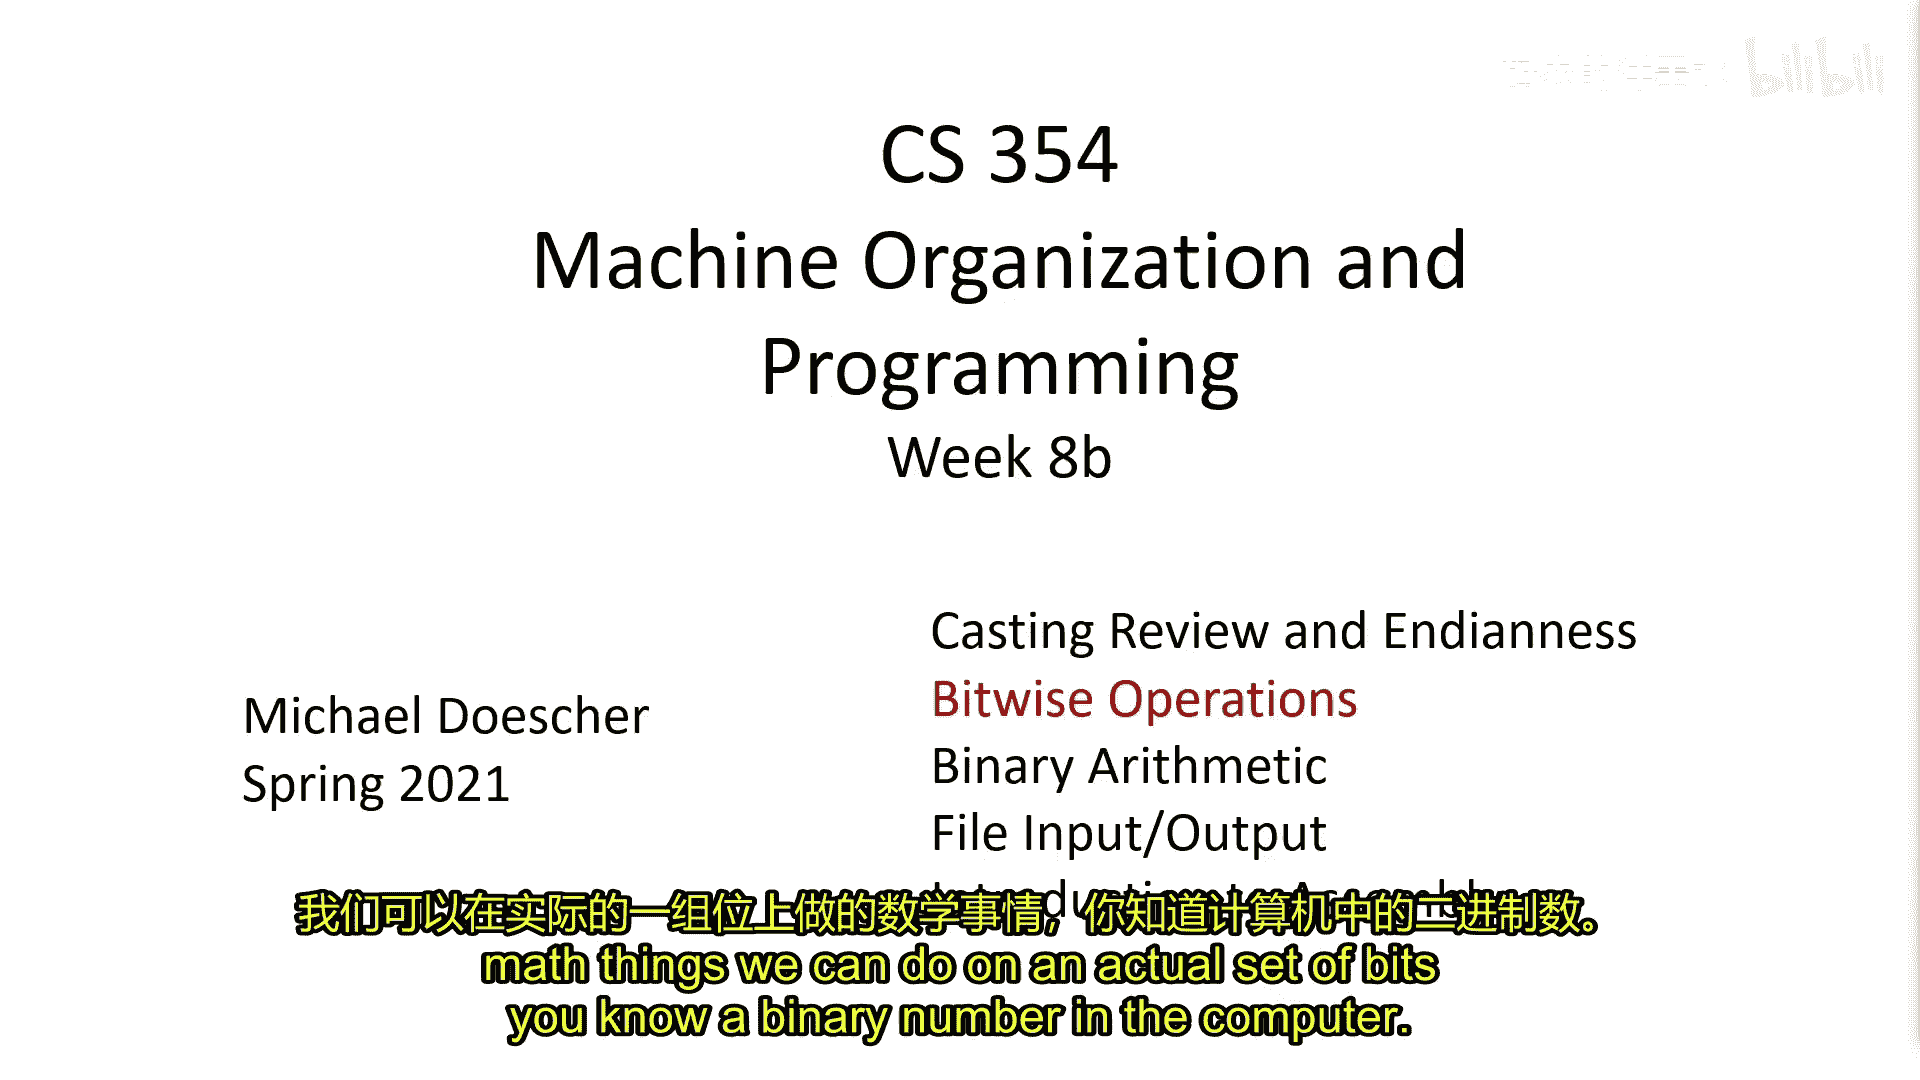 bilibili
CS 354
Machine Organization and
Programming
Week 8b
Michael Doescher
Spring 2021
Casting Review and Endianness
Bitwise Operations
Binary Arithmetic
File Input/Output
我们可以在实际的一组位上做的数学事情，你知道计算机中的二进制数。
math things we can do on an actual set of bits
you know a binary number in the computer.